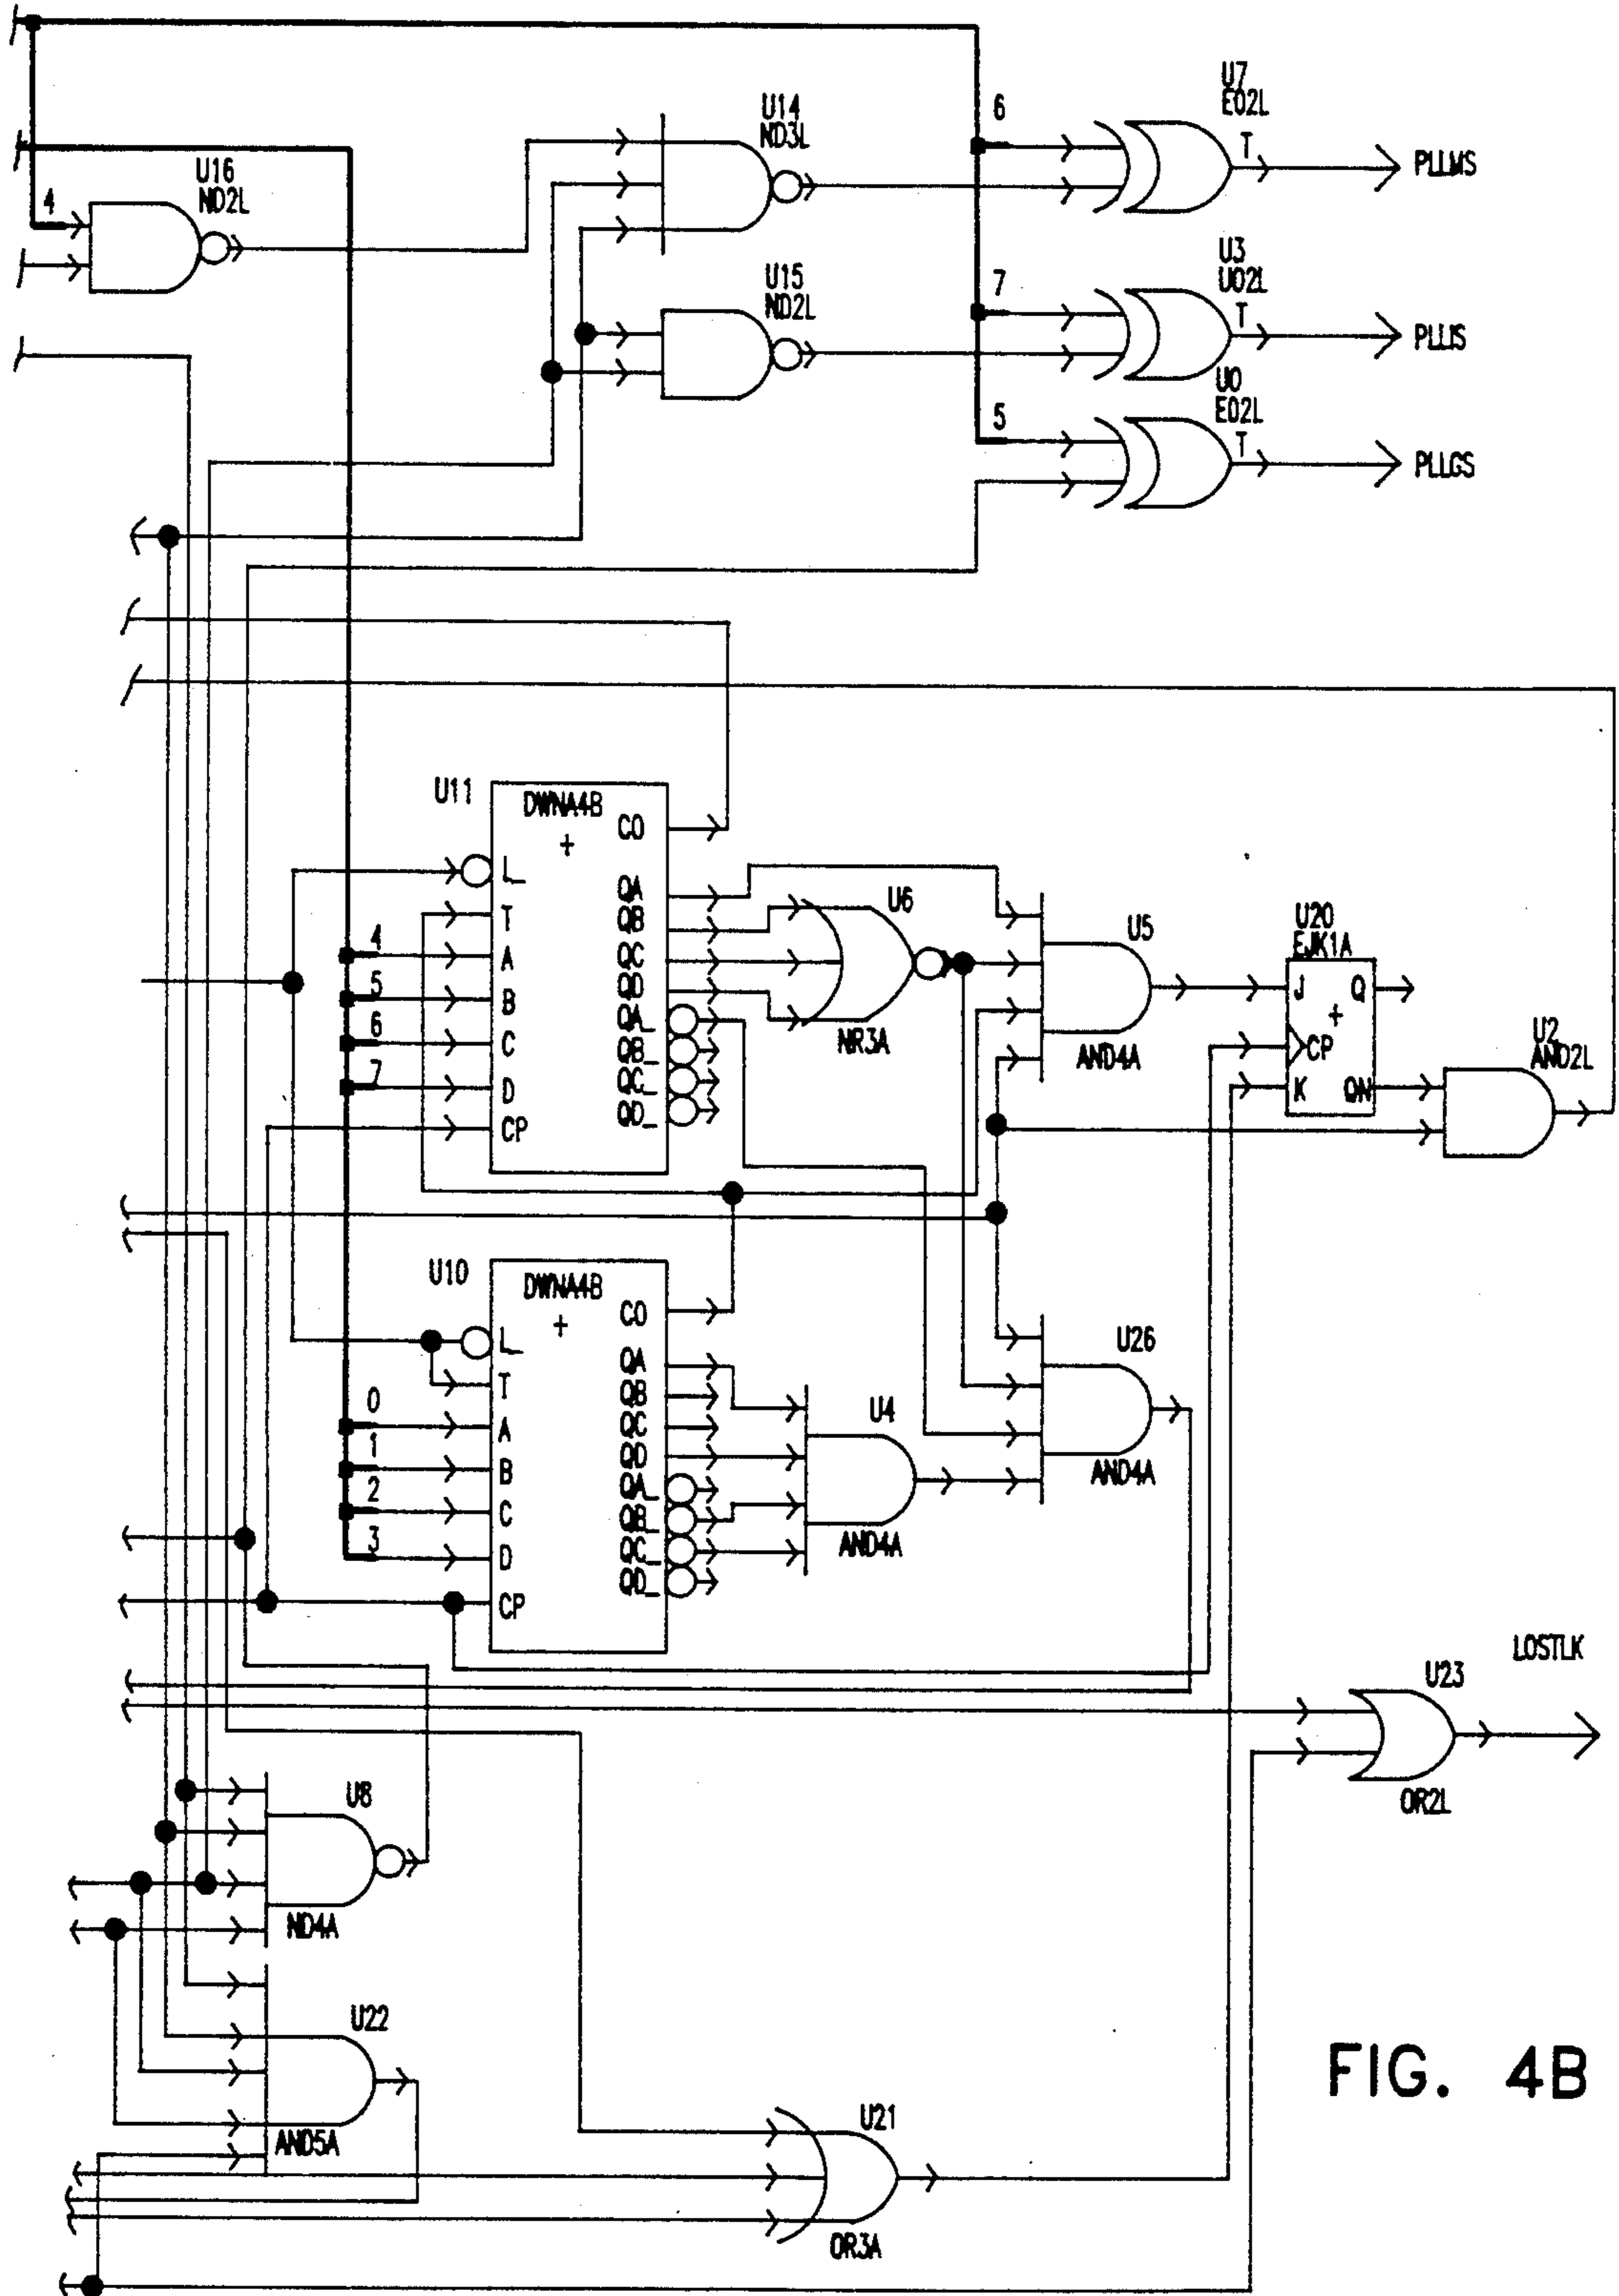 U7
EO2L
6
U14
ND3L
T
PLLMS
U16
ND2L
4
U3
UO2L
7
U15
ND2L
T
PLLIS
U0
EO2L
5
T
PLLGS
U11
DWNA4B
+
CO
L_
QA
T
QB
4
A
QC
5
B
QD
6
C
QA_
7
D
QB_
QC_
CP
QD_
U6
NR3A
U5
AND4A
U20
EJK1A
J
Q
+
CP
K
QN
U2
AND2L
U10
DWNA4B
+
CO
L_
QA
T
QB
0
A
QC
1
B
QD
2
C
QA_
3
D
QB_
QC_
CP
QD_
U4
AND4A
U26
AND4A
LOSTLK
U23
OR2L
U8
ND4A
U22
AND5A
U21
OR3A
FIG. 4B